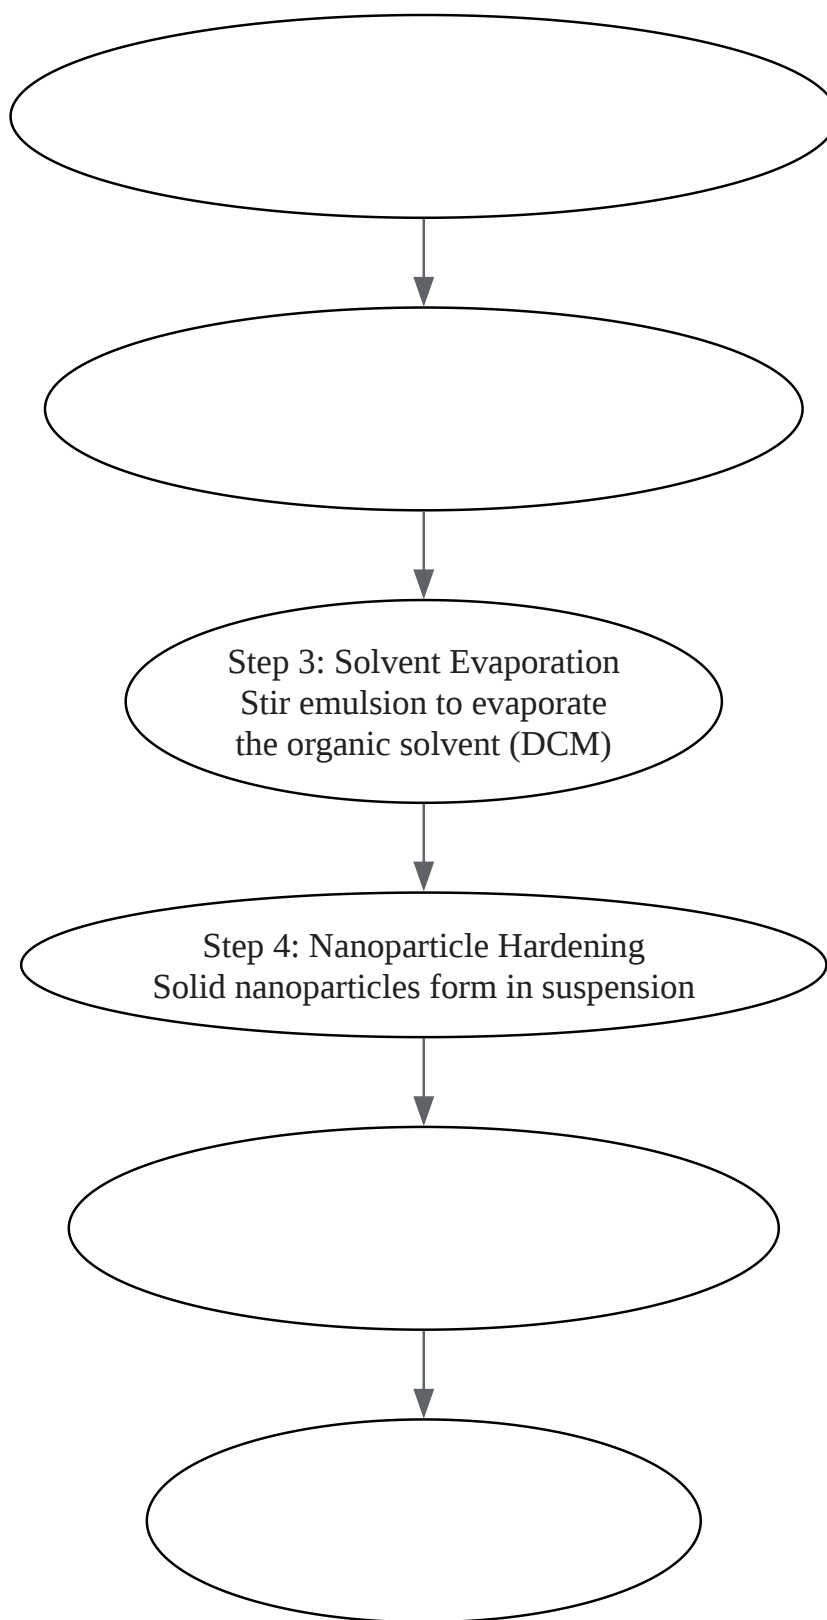 Step 3: Solvent Evaporation
Stir emulsion to evaporate
the organic solvent (DCM)
Step 4: Nanoparticle Hardening
Solid nanoparticles form in suspension